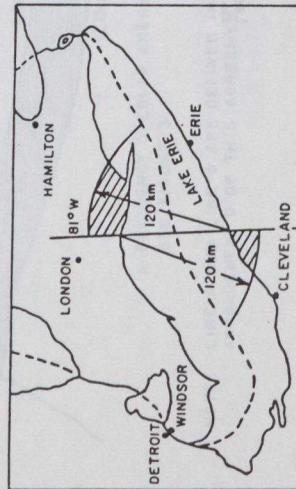 HAMILTON
81°W
LONDON
120 km
LAKE ERIE
ERIE
120 km
CLEVELAND
DETROIT
WINDSOR